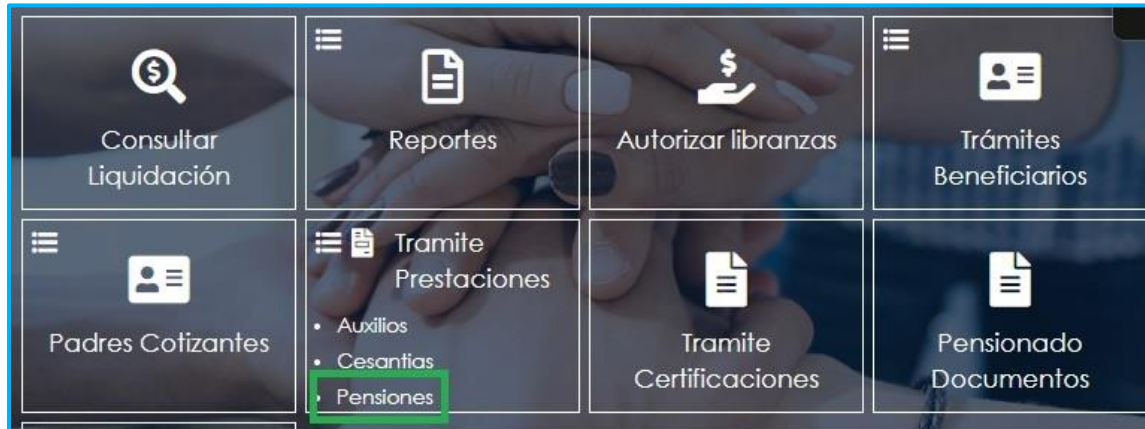 Consultar
Liquidación
Reportes
Autorizar libranzas
Trámites
Beneficiarios
Padres Cotizantes
Tramite
Prestaciones
• Auxilios
• Cesantias
• Pensiones
Tramite
Certificaciones
Pensionado
Documentos